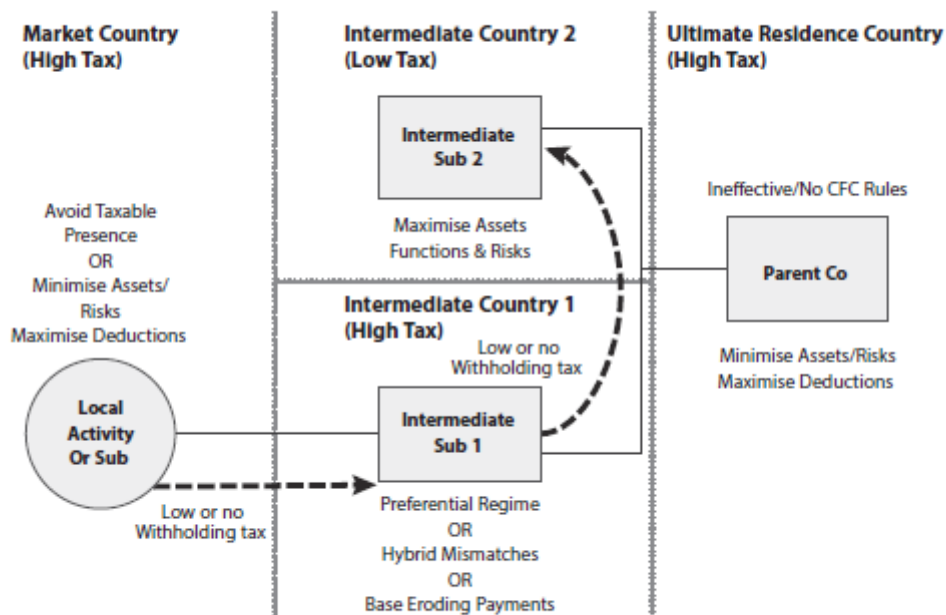 Market Country
(High Tax)
Avoid Taxable
Presence
OR
Minimise Assets/
Risks
Maximise Deductions
Local
Activity
Or Sub
Low or no
Withholding tax
Intermediate Country 2
(Low Tax)
Intermediate
Sub 2
Maximise Assets
Functions & Risks
Intermediate Country 1
(High Tax)
Low or no
Withholding tax
Intermediate
Sub 1
Preferential Regime
OR
Hybrid Mismatches
OR
Base Eroding Payments
Ultimate Residence Country
(High Tax)
Ineffective/No CFC Rules
Parent Co
Minimise Assets/Risks
Maximise Deductions